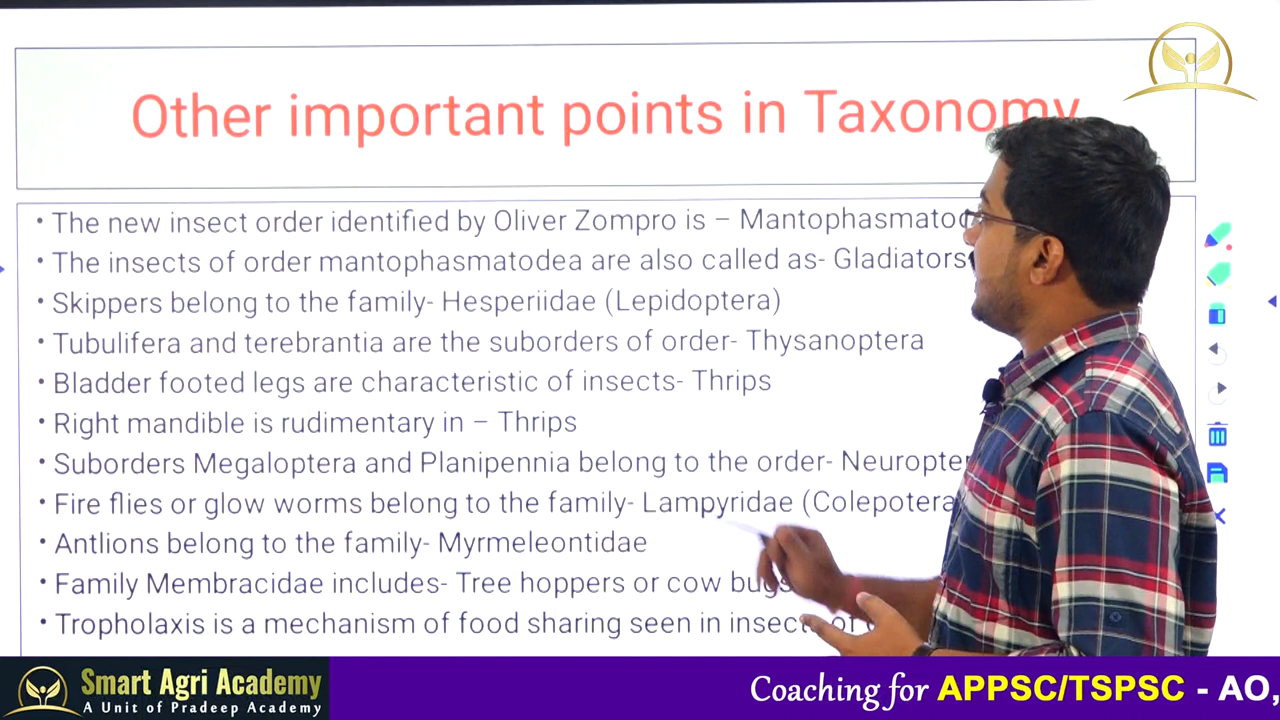 Other important points in Taxonomy
• The new insect order identified by Oliver Zompro is – Mantophasmatod
• The insects of order mantophasmatodea are also called as- Gladiators
• Skippers belong to the family- Hesperiidae (Lepidoptera)
• Tubulifera and terebrantia are the suborders of order- Thysanoptera
• Bladder footed legs are characteristic of insects- Thrips
• Right mandible is rudimentary in – Thrips
• Suborders Megaloptera and Planipennia belong to the order- Neuropter
• Fire flies or glow worms belong to the family- Lampyridae (Colepotera
• Antlions belong to the family- Myrmeleontidae
• Family Membracidae includes- Tree hoppers or cow bugs
• Tropholaxis is a mechanism of food sharing seen in insects of
Smart Agri Academy
A Unit of Pradeep Academy
Coaching for APPSC/TSPSC - AO,